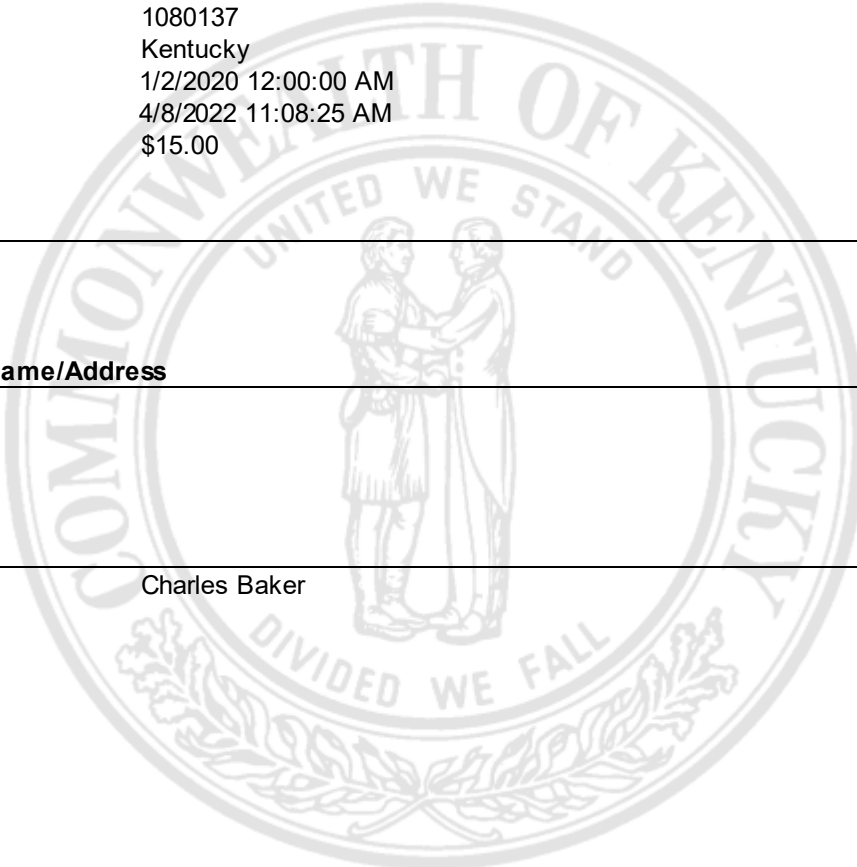 1080137
Kentucky
1/2/2020 12:00:00 AM
4/8/2022 11:08:25 AM
$15.00
COMMONWEALTH OF KENTUCKY
UNITED WE STAND
ame/Address
Charles Baker
DIVIDED WE FALL